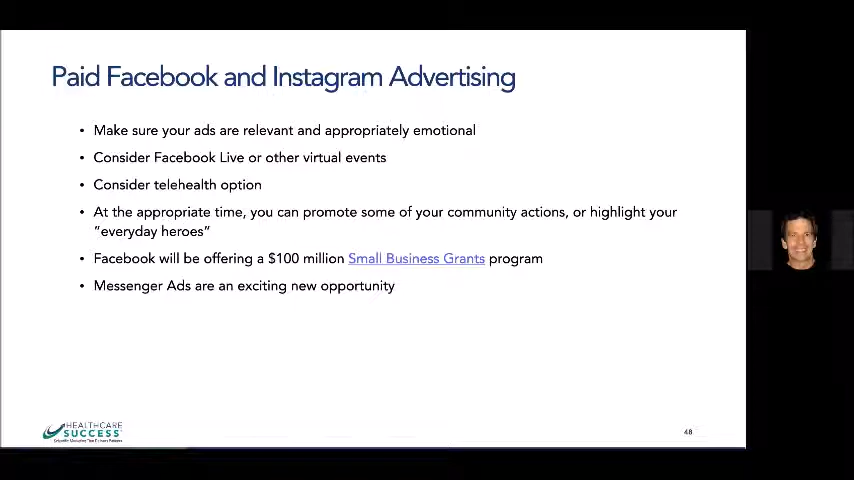 Paid Facebook and Instagram Advertising
• Make sure your ads are relevant and appropriately emotional
• Consider Facebook Live or other virtual events
• Consider telehealth option
• At the appropriate time, you can promote some of your community actions, or highlight your
“everyday heroes”
• Facebook will be offering a $100 million Small Business Grants program
• Messenger Ads are an exciting new opportunity
HEALTHCARE
SUCCESS
48